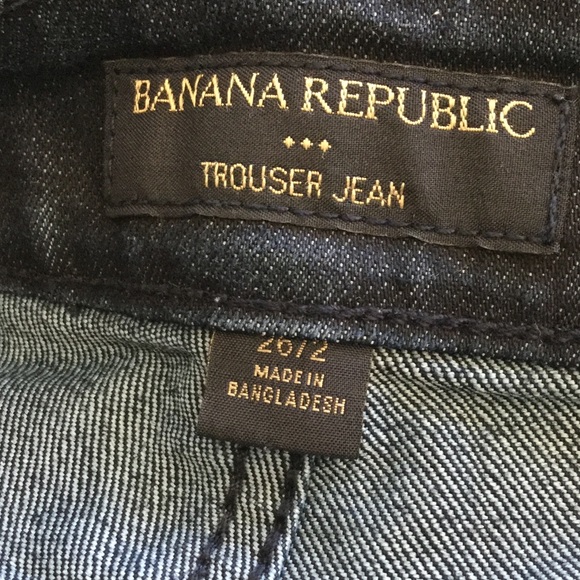 BANANA REPUBLIC
TROUSER JEAN
26/2
MADE IN
BANGLADESH